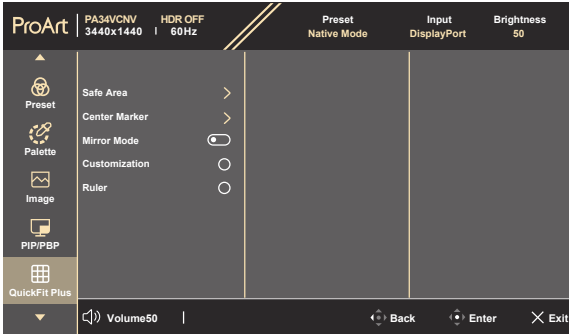 ProArt
PA34VCNV HDR OFF
3440x1440 | 60Hz
Preset
Native Mode
Input
DisplayPort
Brightness
50
Preset
Palette
Image
PIP/PBP
QuickFit Plus
Safe Area
Center Marker
Mirror Mode
Customization
Ruler
Volume50 | Back Enter Exit